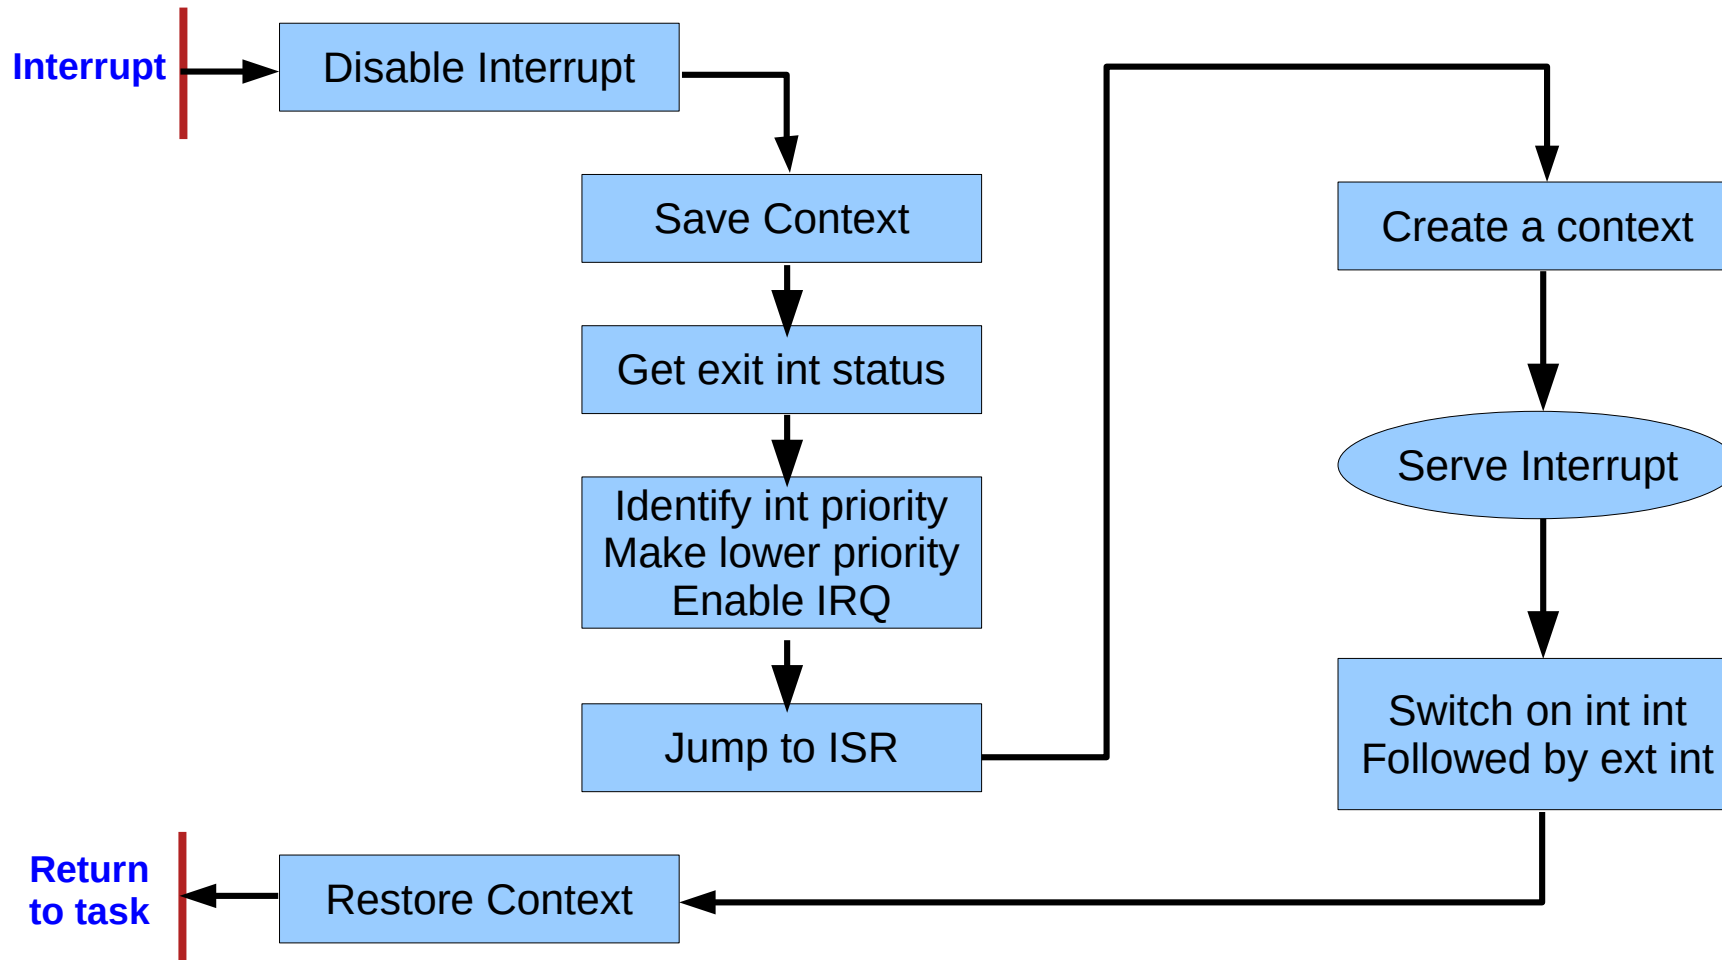 Interrupt
Disable Interrupt
Save Context
Get exit int status
Identify int priority
Make lower priority
Enable IRQ
Jump to ISR
Create a context
Serve Interrupt
Switch on int int
Followed by ext int
Restore Context
Return
to task